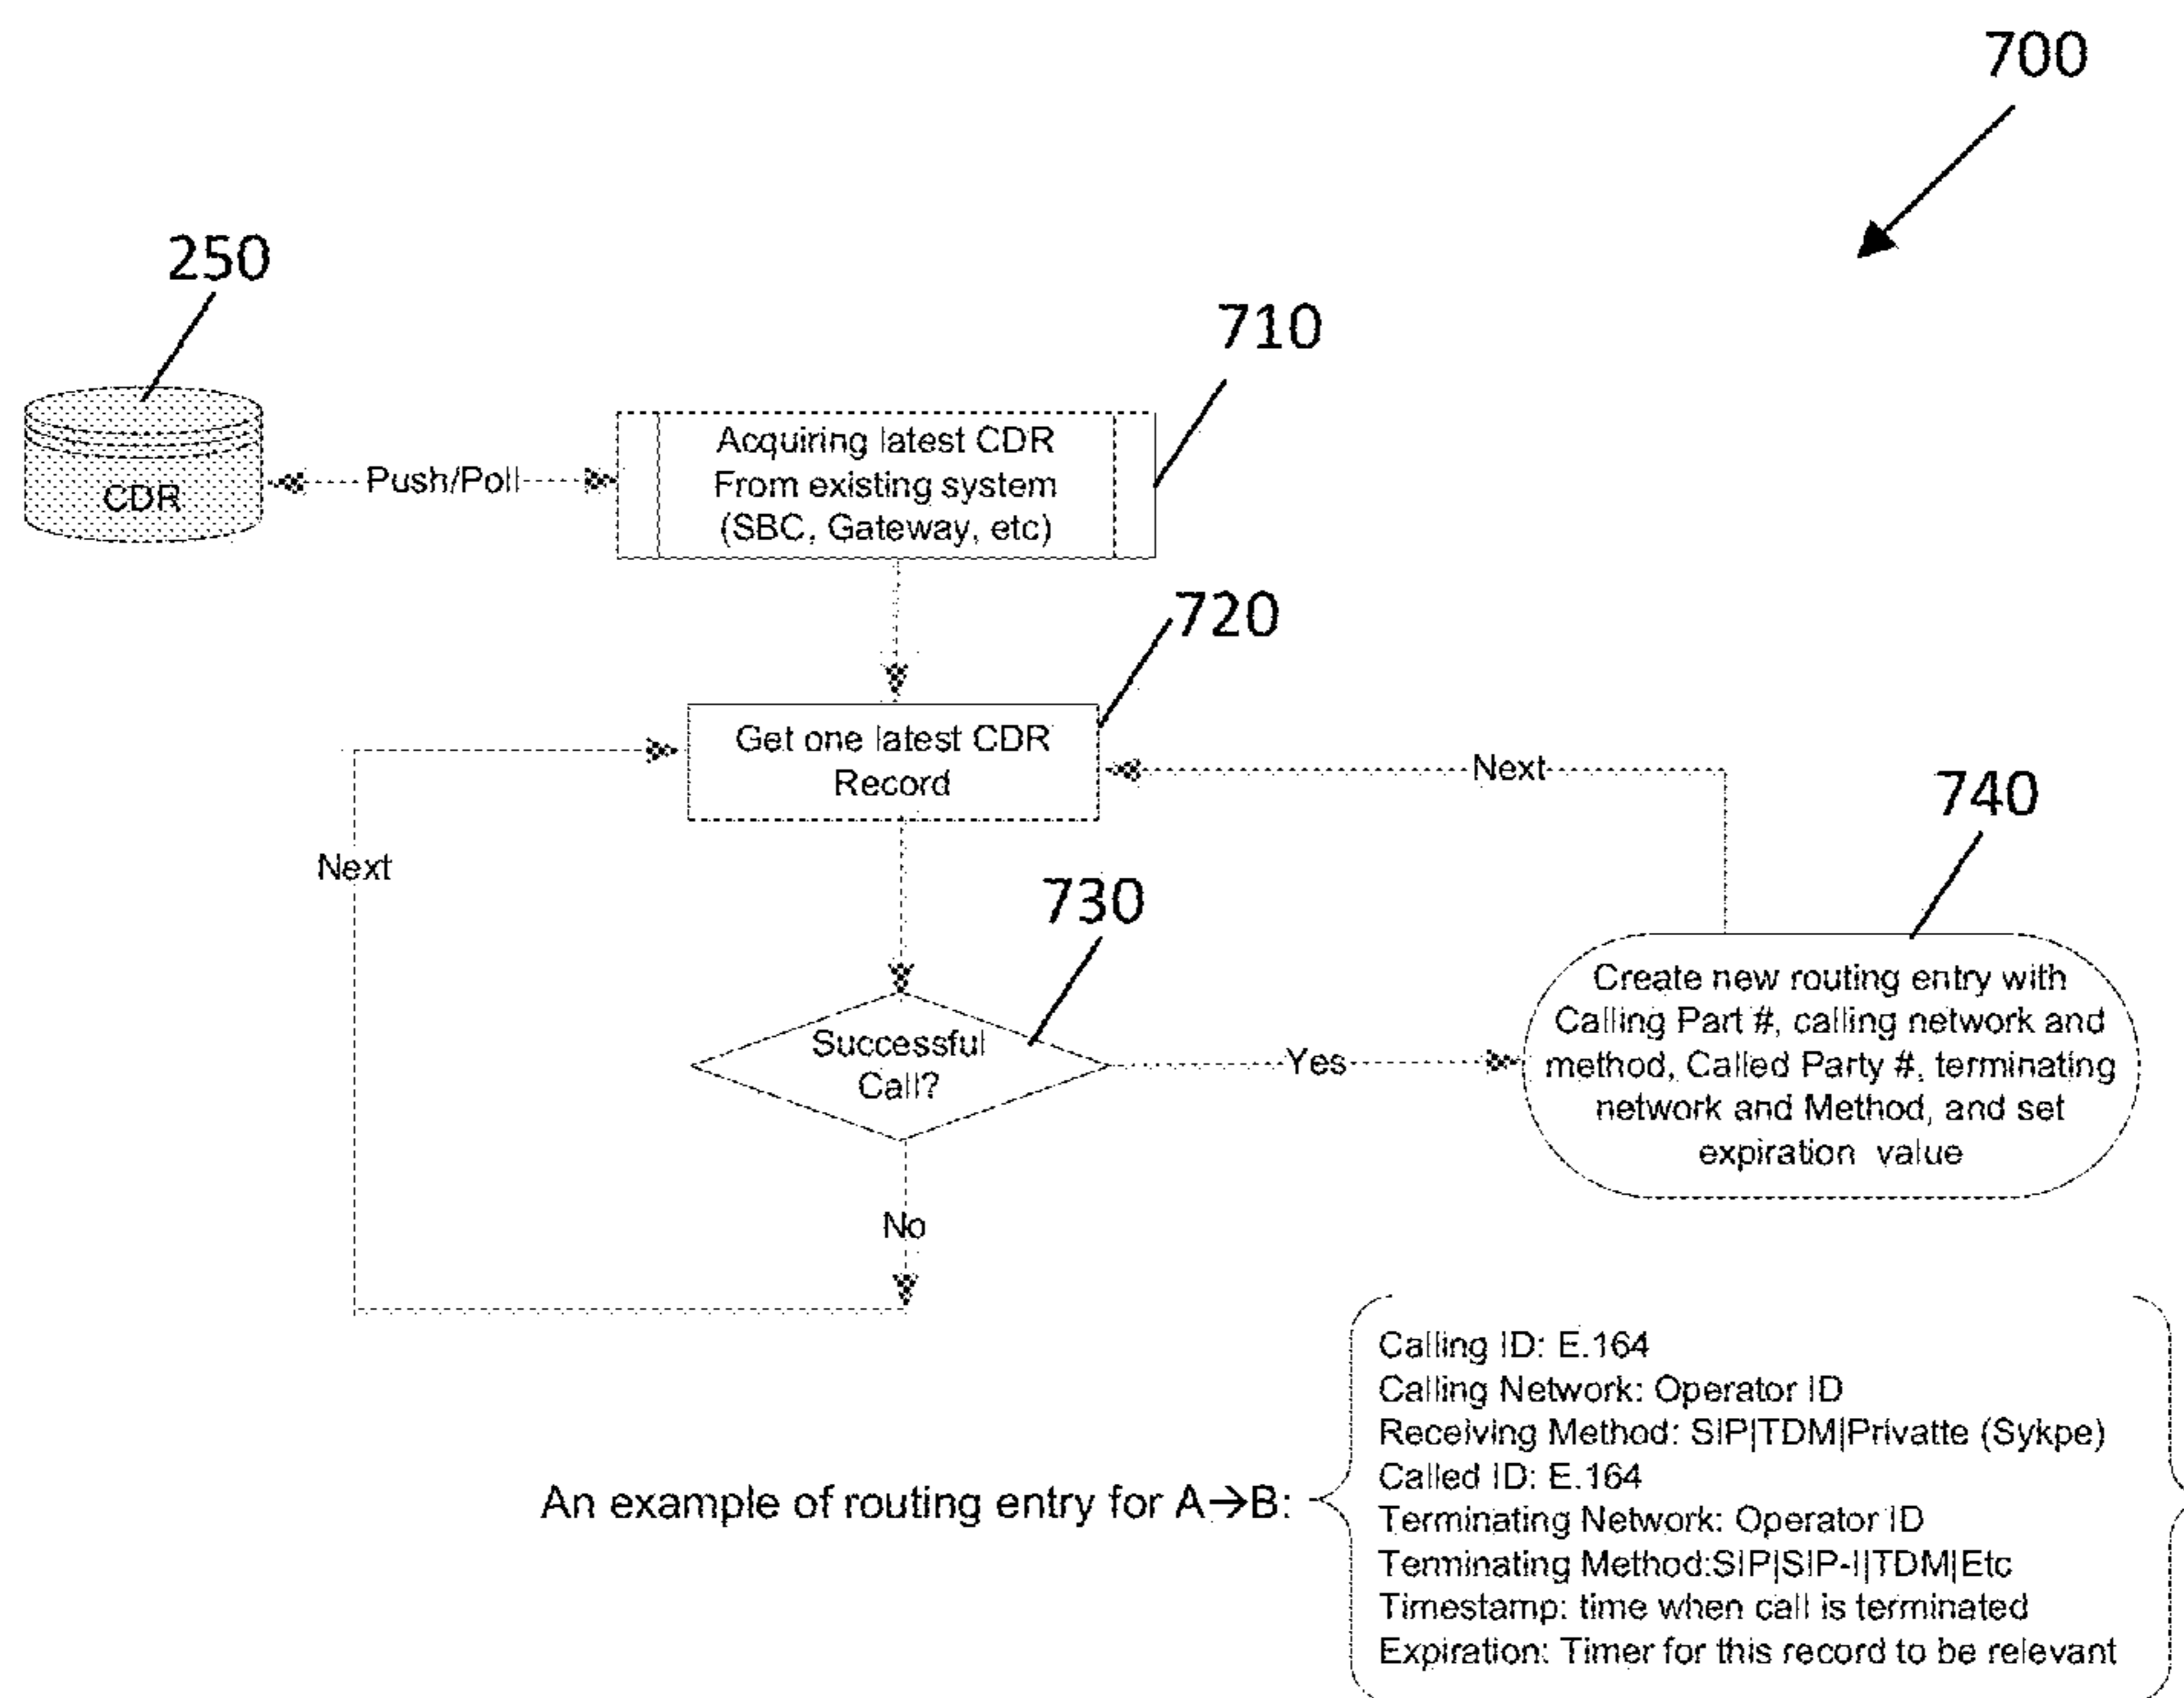 700
250
710
Acquiring latest CDR
From existing system
(SBC, Gateway, etc)
CDR
Push/Poll
720
Get one latest CDR
Record
Next
740
Next
730
Create new routing entry with
Calling Part #, calling network and
method, Called Party #, terminating
network and Method, and set
expiration value
Successful
Call?
Yes
No
An example of routing entry for A→B:
Calling ID: E.164
Calling Network: Operator ID
Receiving Method: SIP|TDM|Privatte (Sykpe)
Called ID: E.164
Terminating Network: Operator ID
Terminating Method:SIP|SIP-I|TDM|Etc
Timestamp: time when call is terminated
Expiration: Timer for this record to be relevant